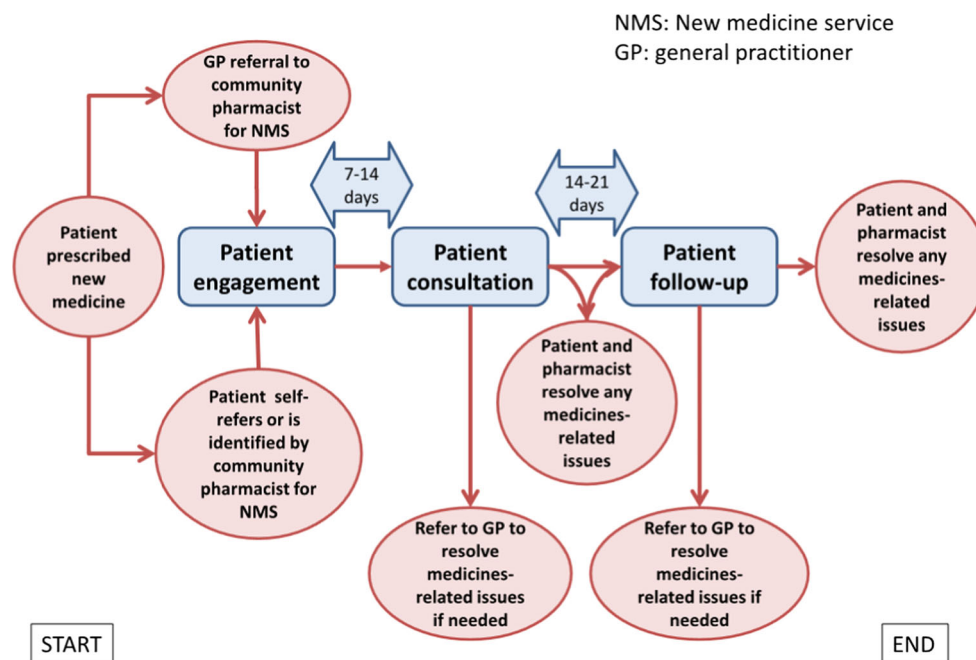 NMS: New medicine service
GP: general practitioner
GP referral to
community
pharmacist
for NMS
7-14
days
14-21
days
Patient
prescribed
new
medicine
Patient
engagement
Patient
consultation
Patient
follow-up
Patient and
pharmacist
resolve any
medicines-
related
issues
Patient self-
refers or is
identified by
community
pharmacist for
NMS
Patient and
pharmacist
resolve any
medicines-
related
issues
Refer to GP to
resolve
medicines-
related issues
if needed
Refer to GP to
resolve
medicines-
related issues if
needed
START
END